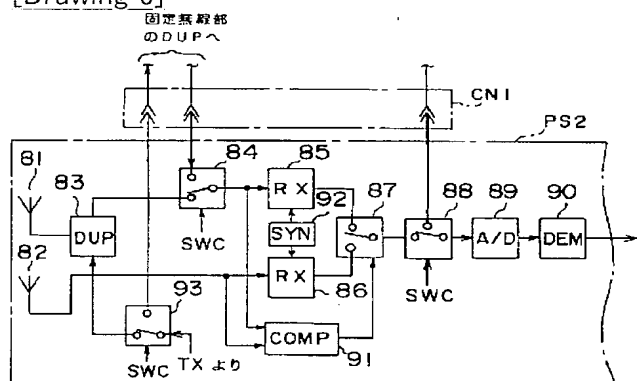 [Drawing 6]
固定無線部
のDUPへ
CN1
PS2
81
83
84
85
RX
92
87
88
89
90
DUP
SWC
SYN
A/D
DEM
82
93
RX
86
SWC
COMP
91
SWC
TXより